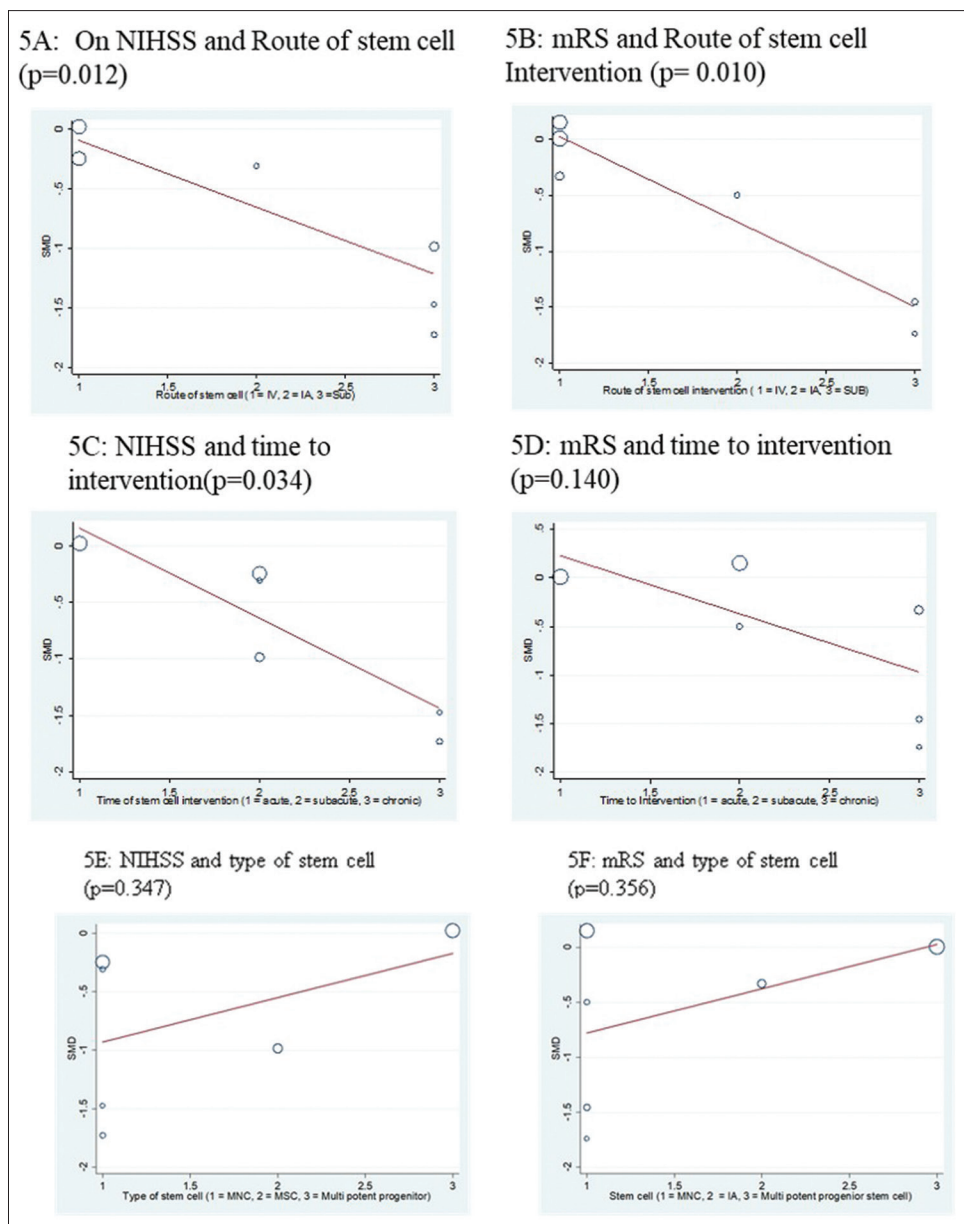 5A: On NIHSS and Route of stem cell
(p=0.012)
0
-.5
-1
-1.5
-2
SMD
1
1.5
2
2.5
3
Route of stem cell (1 = IV, 2 = IA, 3 =Sub)
5B: mRS and Route of stem cell
Intervention (p= 0.010)
0
-.5
-1
-1.5
-2
SMD
1
1.5
2
2.5
3
Route of stem cell intervention ( 1 = IV, 2 = IA, 3 = SUB)
5C: NIHSS and time to
intervention(p=0.034)
0
-.5
-1
-1.5
-2
SMD
1
1.5
2
2.5
3
Time of stem cell intervention (1 = acute, 2 = subacute, 3 = chronic)
5D: mRS and time to intervention
(p=0.140)
.5
0
-.5
-1
-1.5
-2
SMD
1
1.5
2
2.5
3
Time to Intervention (1 = acute, 2 = subacute, 3 = chronic)
5E: NIHSS and type of stem cell
(p=0.347)
0
-.5
-1
-1.5
-2
SMD
1
1.5
2
2.5
3
Type of stem cell (1 = MNC, 2 = MSC, 3 = Multi potent progenitor)
5F: mRS and type of stem cell
(p=0.356)
0
-.5
-1
-1.5
-2
SMD
1
1.5
2
2.5
3
Stem cell (1 = MNC, 2 = IA, 3 = Multi potent progenior stem cell)